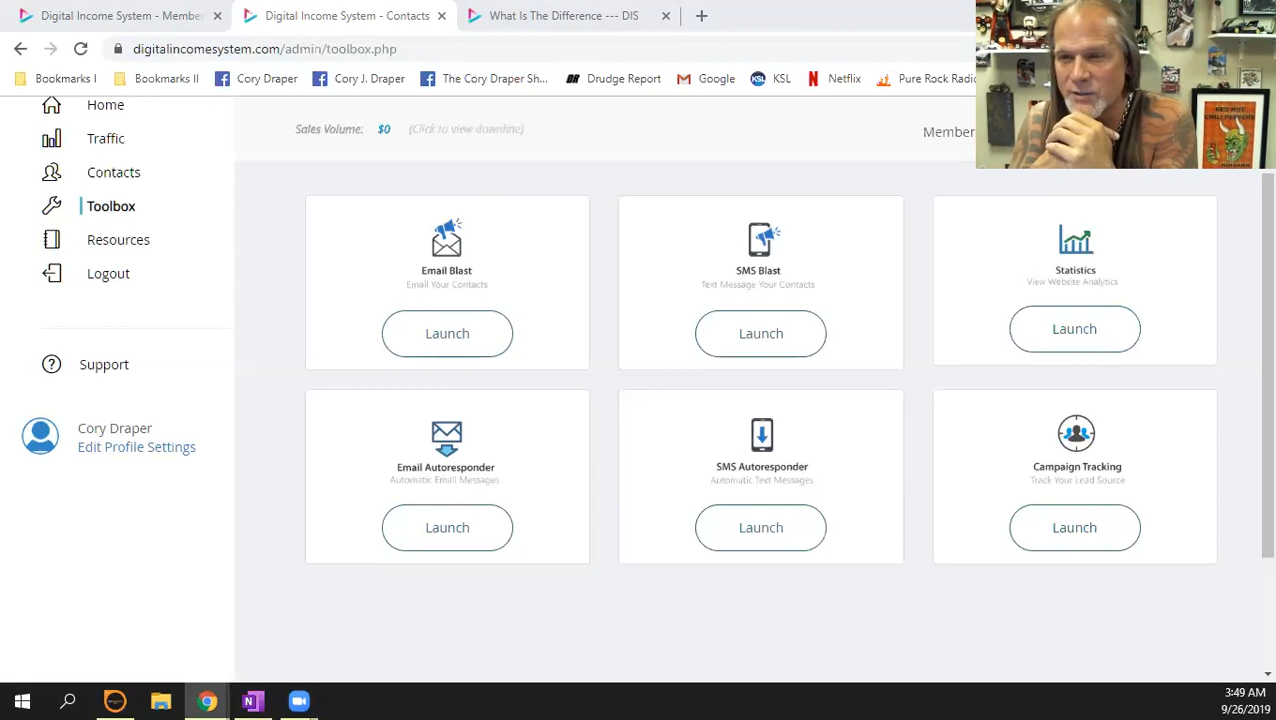 Digital Income System - Member
Digital Income System - Contacts
What Is The Difference --- DIS
digitalincomesystem.com/admin/toolbox.php
Bookmarks I
Bookmarks II
Cory Draper
Cory J. Draper
The Cory Draper Sh...
Drudge Report
Google
KSL
KSL
Netflix
Pure Rock Radio
RED HOT
CHILI PEPPERS
Home
Traffic
Contacts
Toolbox
Resources
Logout
Support
Cory Draper
Edit Profile Settings
Sales Volume: $0 (Click to view downline)
Member
Email Blast
Email Your Contacts
Launch
SMS Blast
Text Message Your Contacts
Launch
Statistics
View Website Analytics
Launch
Email Autoresponder
Automatic Email Messages
Launch
SMS Autoresponder
Automatic Text Messages
Launch
Campaign Tracking
Track Your Lead Source
Launch
3:49 AM
9/26/2019